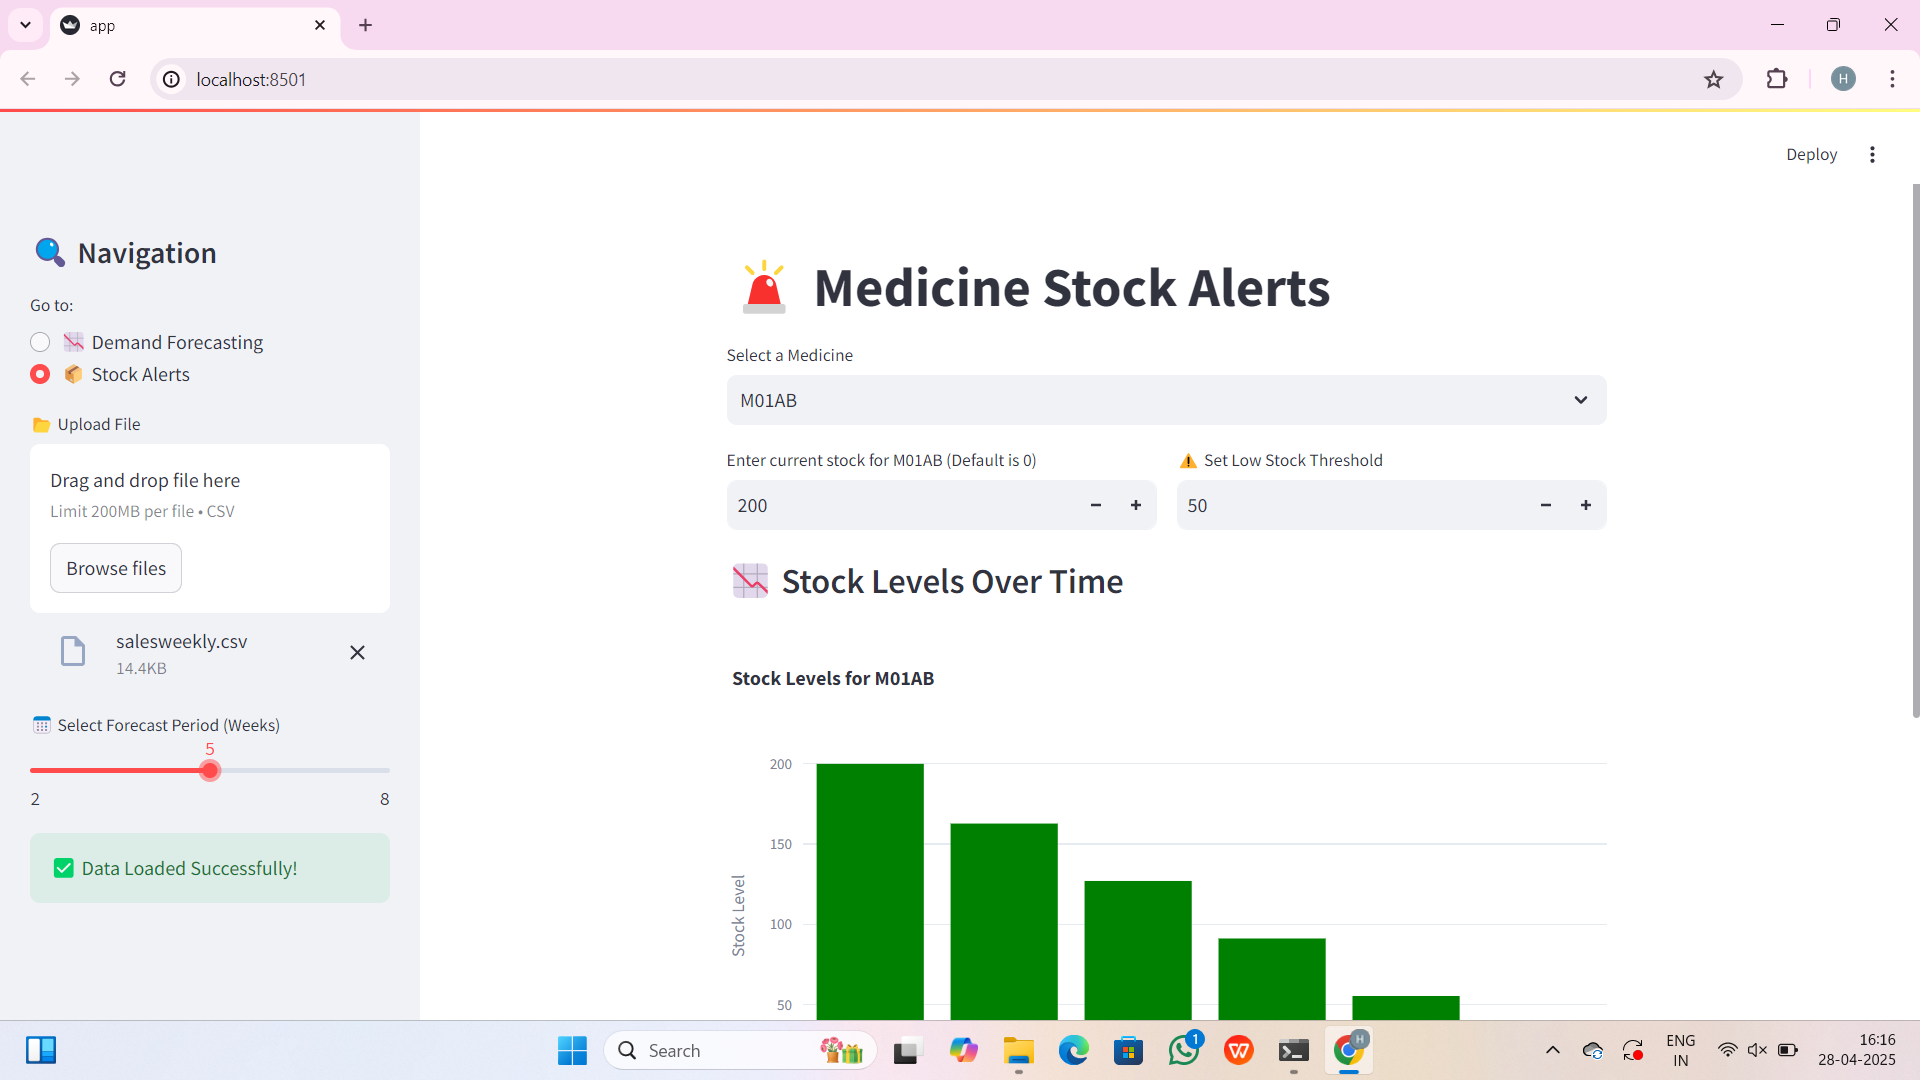 app
localhost:8501
H
Deploy
Navigation
Go to:
Demand Forecasting
Stock Alerts
Upload File
Drag and drop file here
Limit 200MB per file • CSV
Browse files
salesweekly.csv
14.4KB
Select Forecast Period (Weeks)
5
2 8
Data Loaded Successfully!
Medicine Stock Alerts
Select a Medicine
M01AB
Enter current stock for M01AB (Default is 0)
200
Set Low Stock Threshold
50
Stock Levels Over Time
Stock Levels for M01AB
200
150
100
50
Stock Level
Search
1
W
H
ENG
IN
16:16
28-04-2025